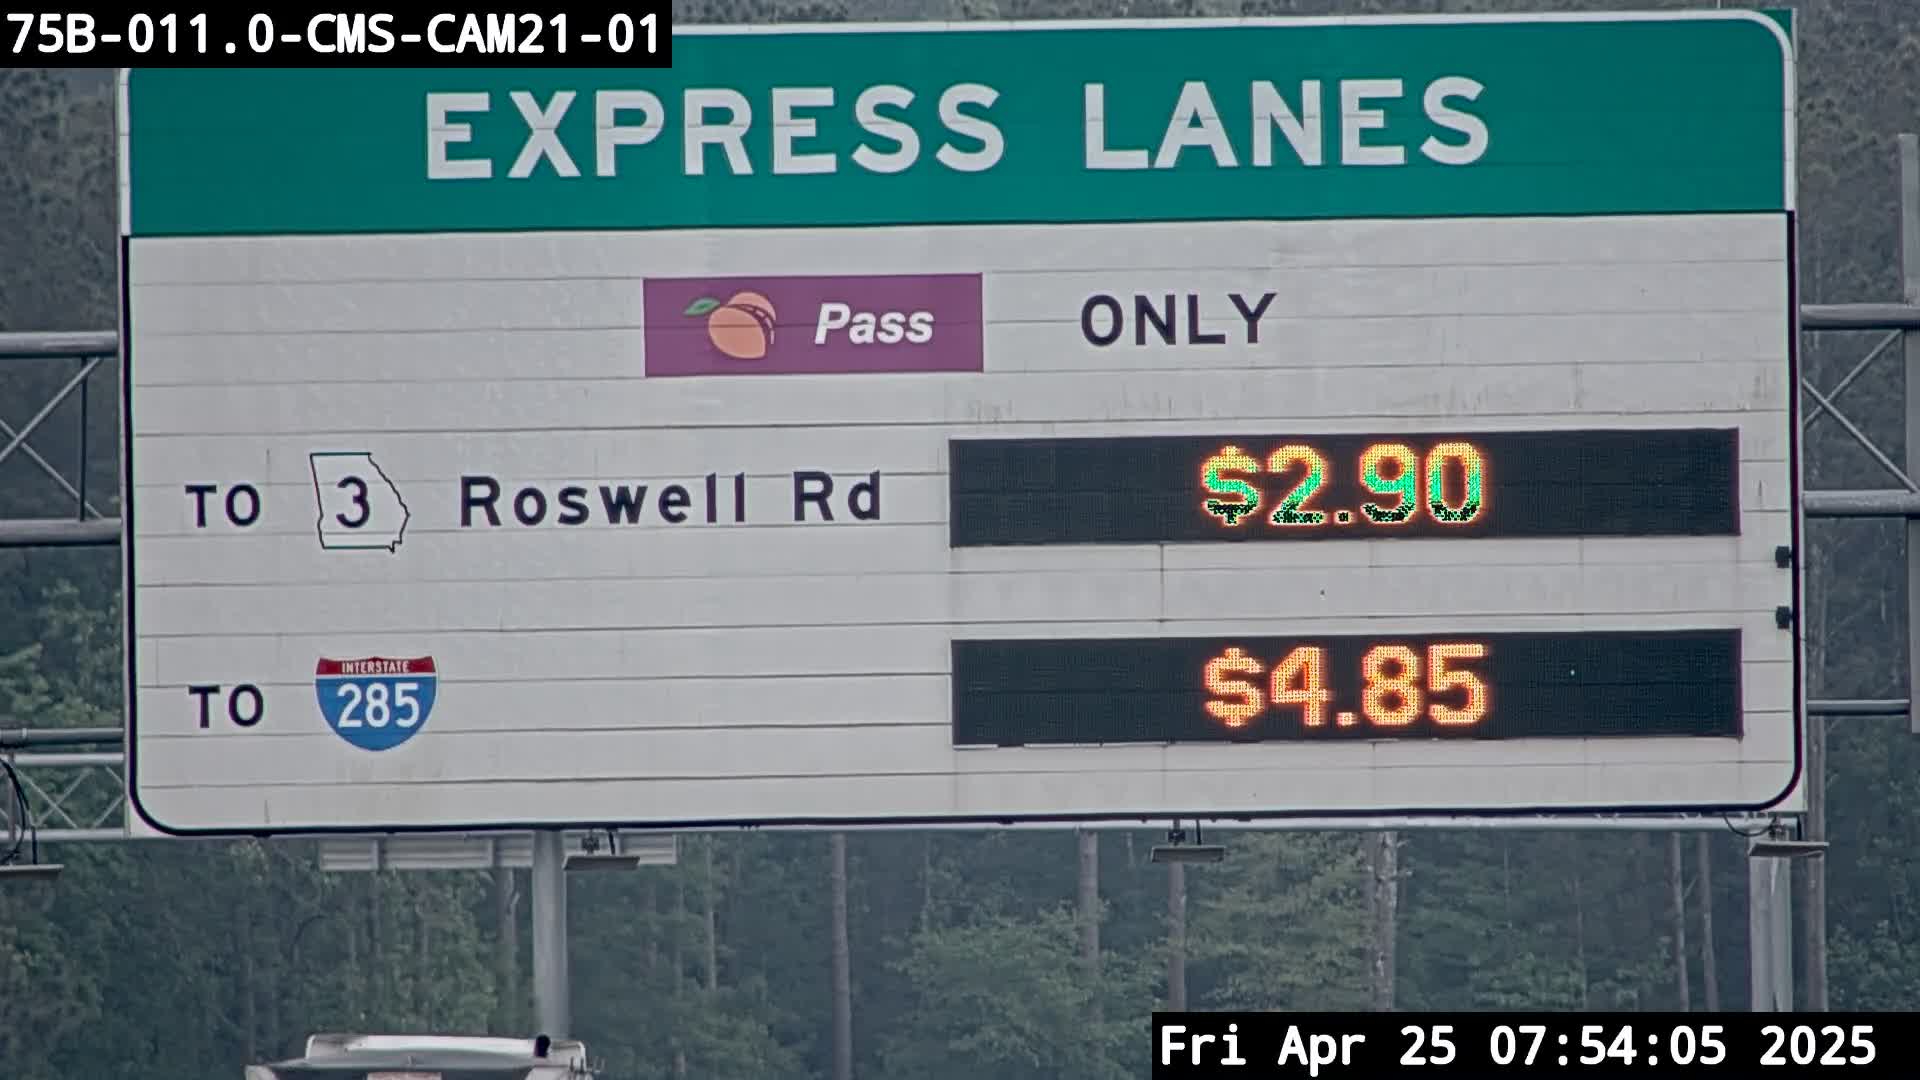 75B-011.0-CMS-CAM21-01
EXPRESS LANES
Pass ONLY
TO 3 Roswell Rd $2.90
INTERSTATE
TO 285 $4.85
Fri Apr 25 07:54:05 2025